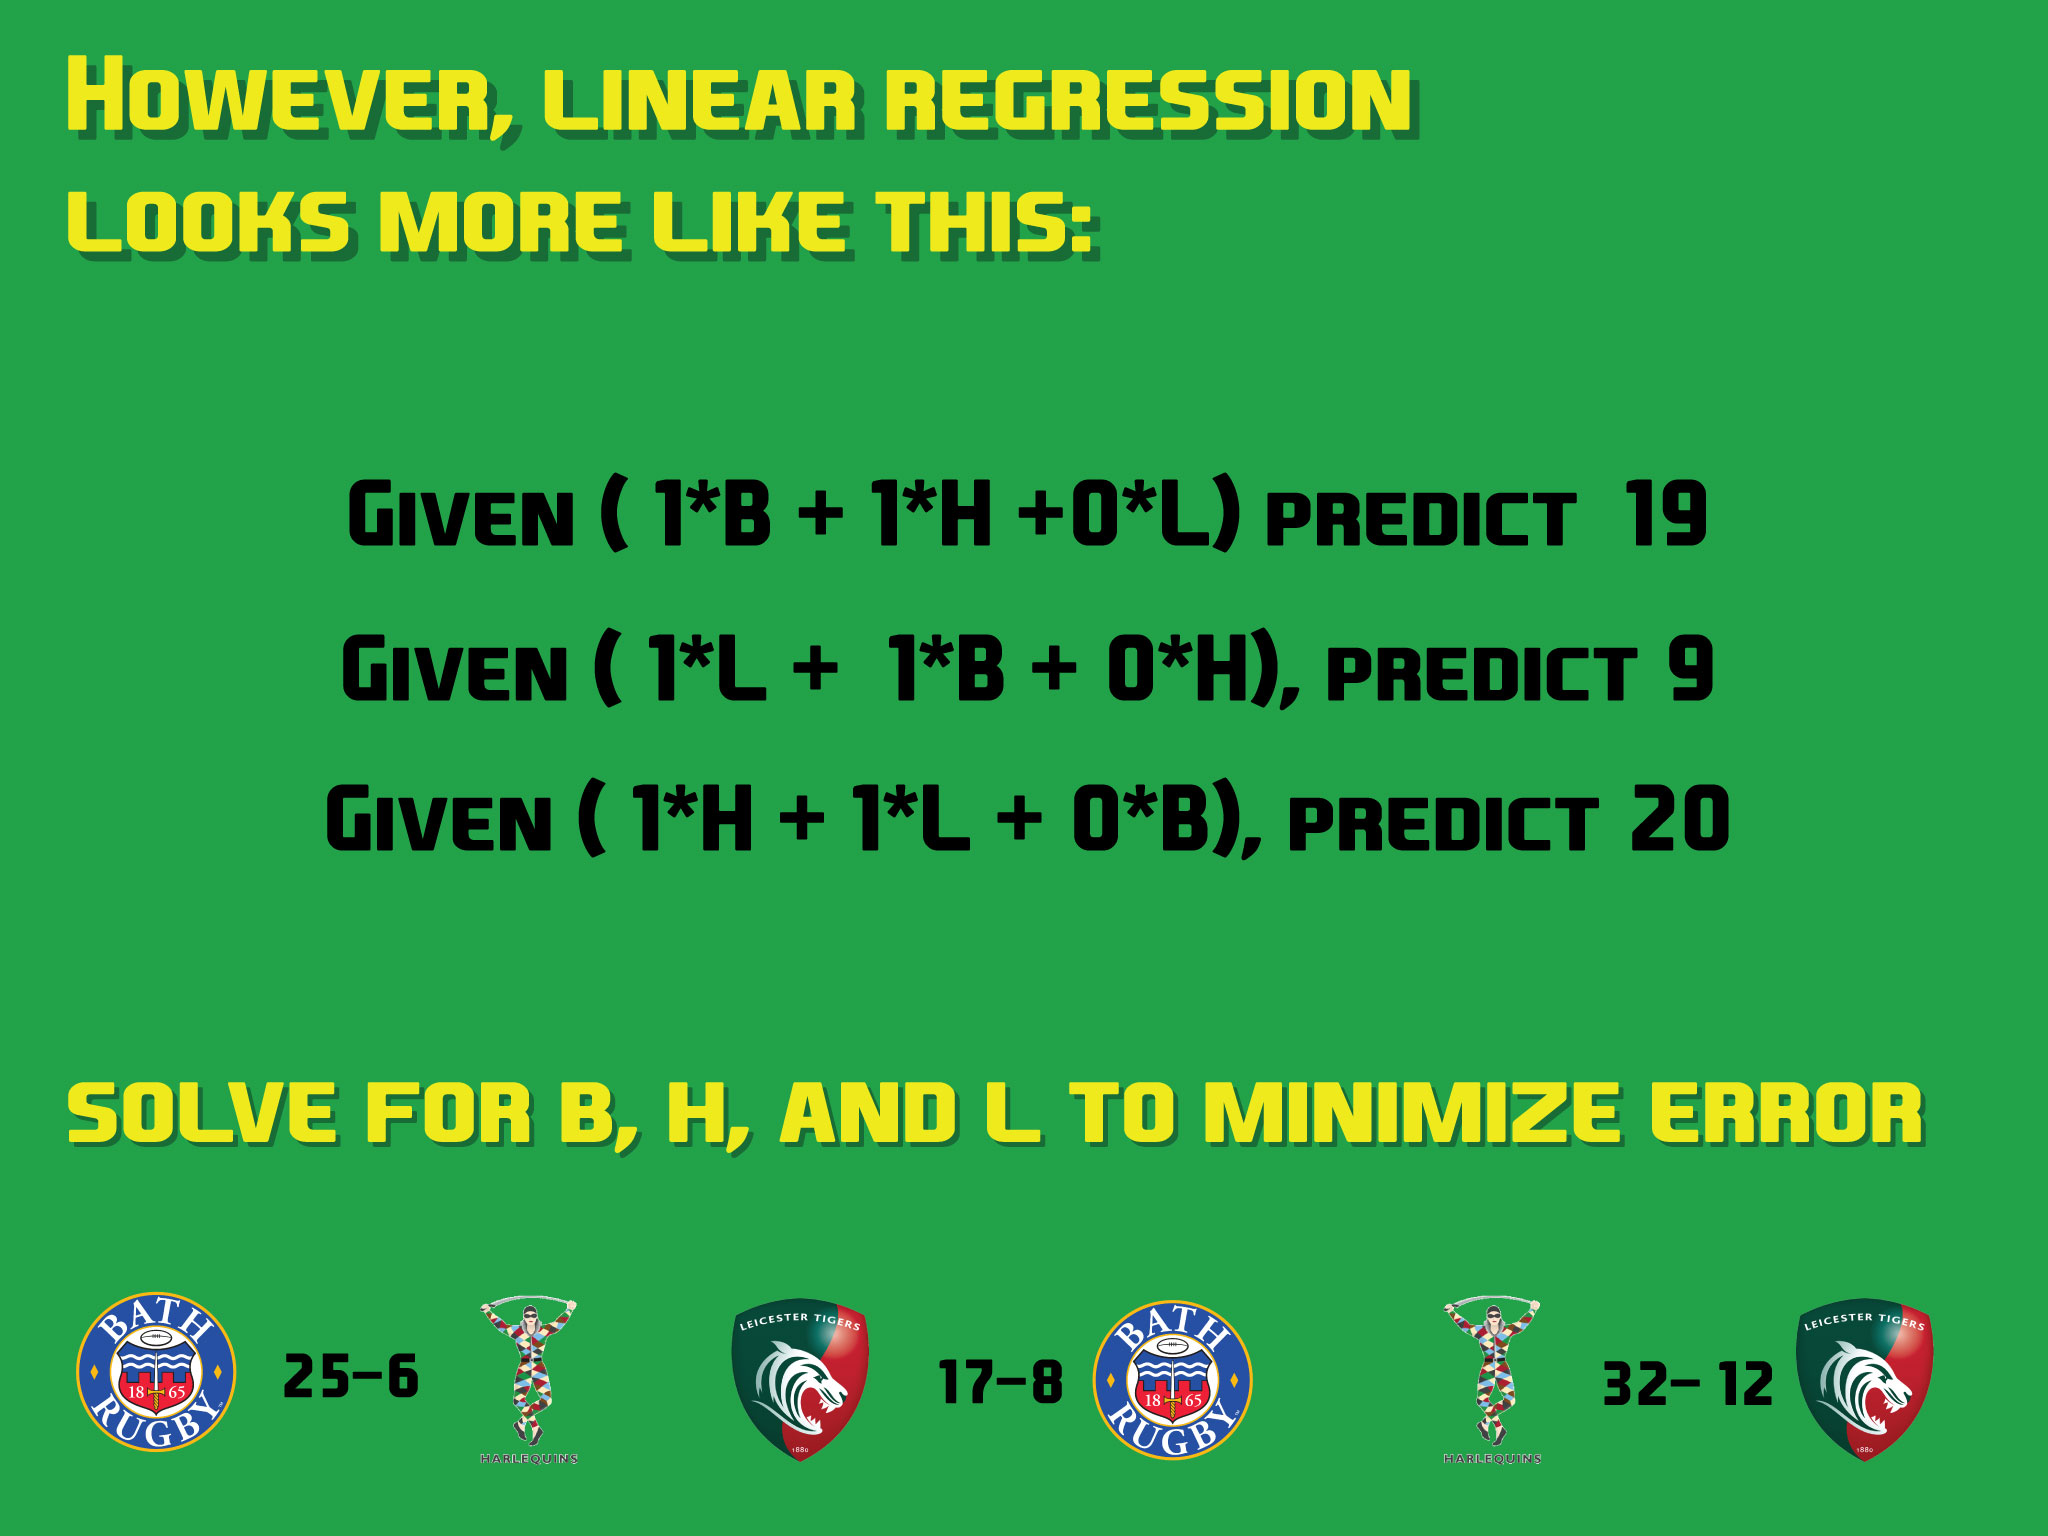 However, linear regression
looks more like this:
Given ( 1*B + 1*H +0*L) predict  19
Given ( 1*L +  1*B + 0*H), predict 9
Given ( 1*H + 1*L + 0*B), predict 20
solve for B, H, and L to minimize error
BATH
18 65
RUGBY™
25-6
HARLEQUINS
LEICESTER TIGERS
1880
17-8
BATH
18 65
RUGBY™
HARLEQUINS
32- 12
LEICESTER TIGERS
1880